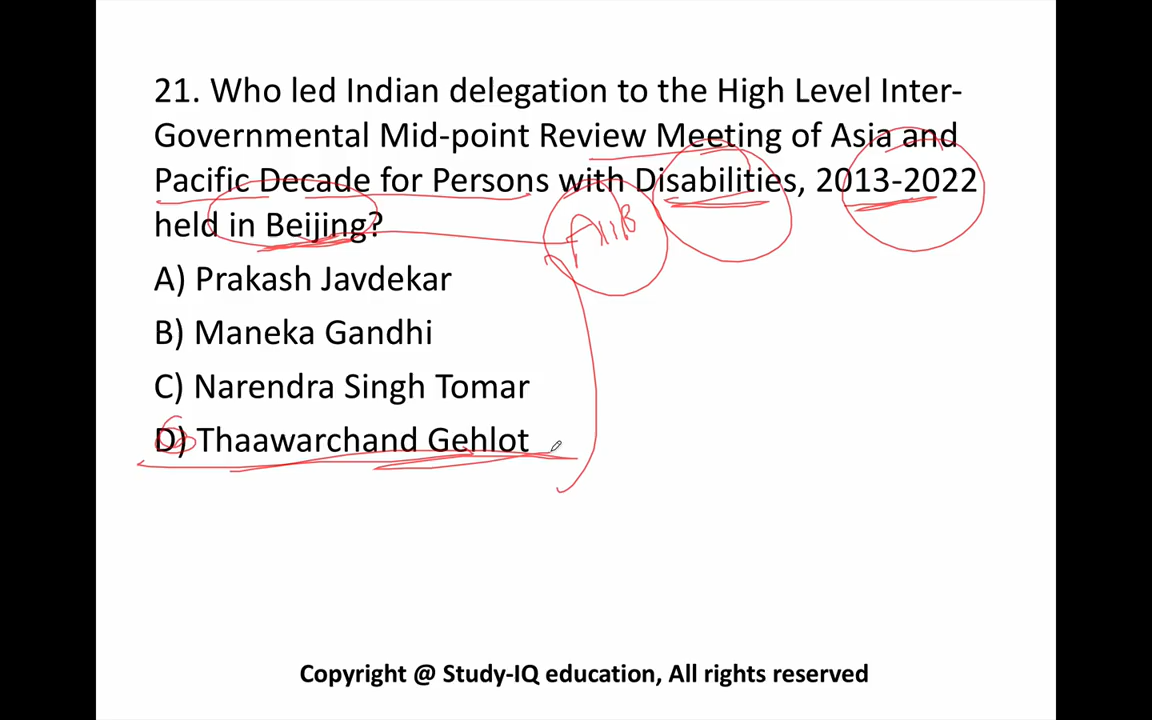 21. Who led Indian delegation to the High Level Inter-
Governmental Mid-point Review Meeting of Asia and
Pacific Decade for Persons with Disabilities, 2013-2022
held in Beijing?
AIIB
A) Prakash Javdekar
B) Maneka Gandhi
C) Narendra Singh Tomar
D) Thaawarchand Gehlot
Copyright @ Study-IQ education, All rights reserved